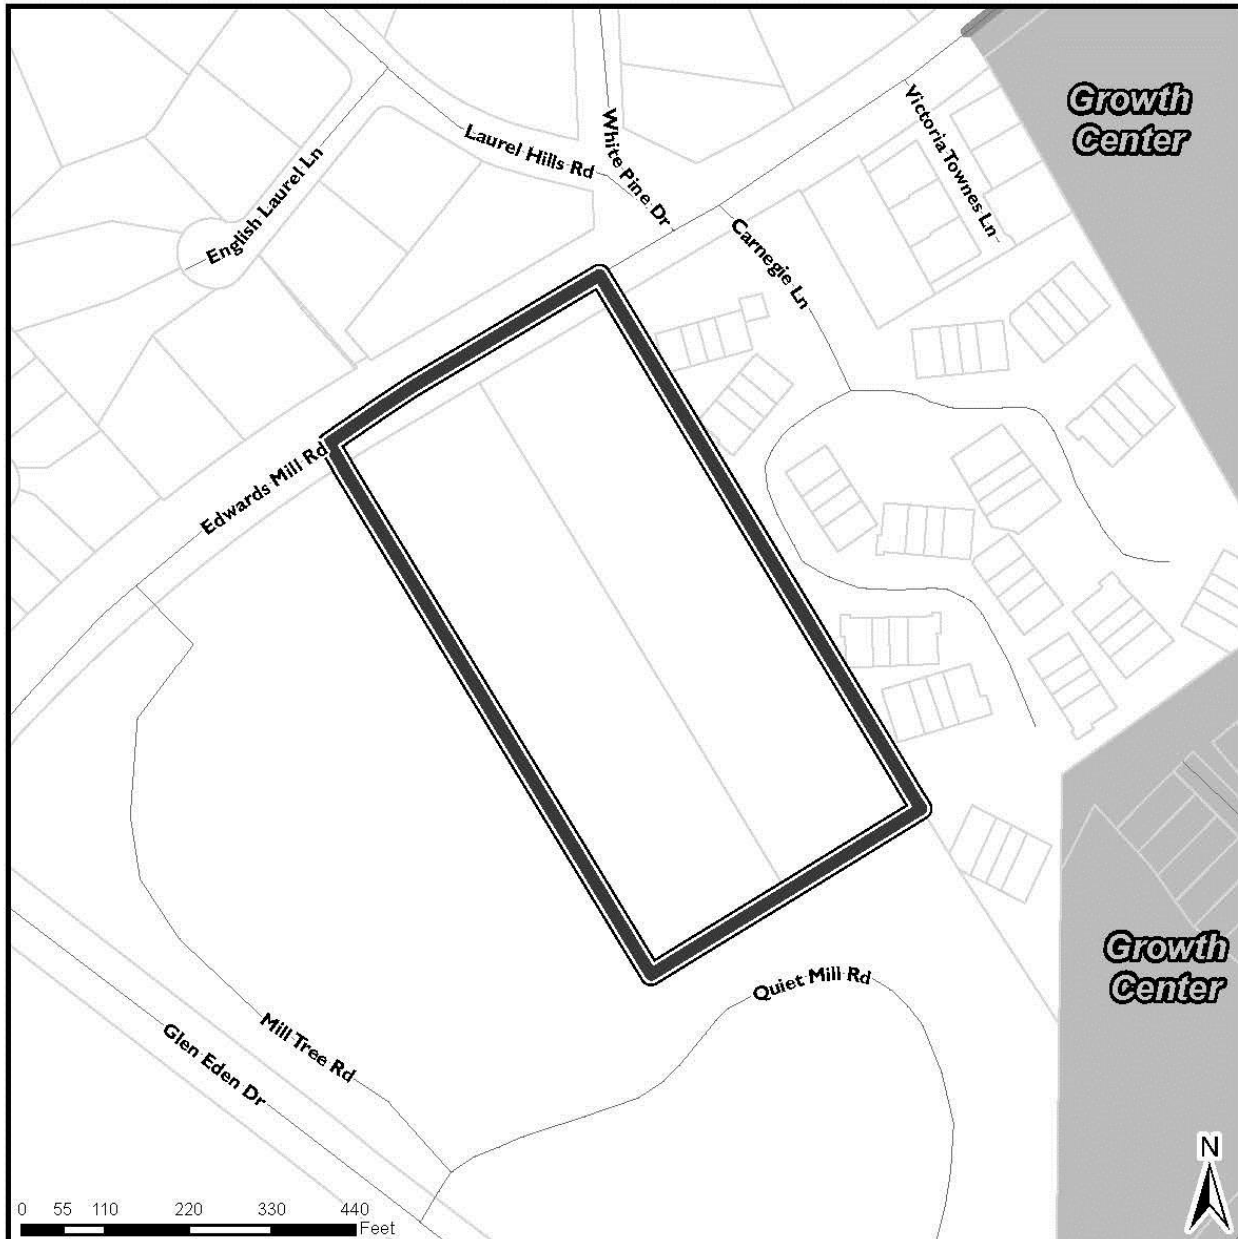 Growth
Center
Victoria Townes Ln
White Pine Dr
Laurel Hills Rd
English Laurel Ln
Carnegie Ln
Edwards Mill Rd
Growth
Center
Quiet Mill Rd
Mill Tree Rd
Glen Eden Dr
N
0 55 110 220 330 440
Feet